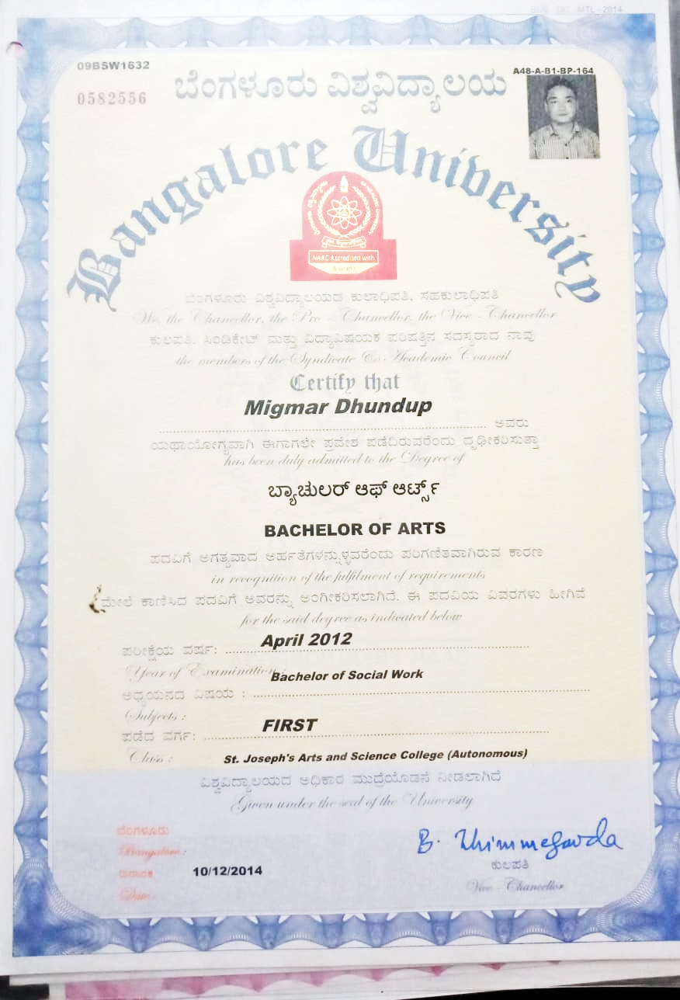 BUB - DG - MTL - 2014
09BSW1632
A48-A-B1-BP-164
0582556
ಬೆಂಗಳೂರು ವಿಶ್ವವಿದ್ಯಾಲಯ
Bangalore University
BANGALORE UNIVERSITY
NAAC Accredited with
A Grade
ಬೆಂಗಳೂರು ವಿಶ್ವವಿದ್ಯಾಲಯದ ಕುಲಾಧಿಪತಿ, ಸಹಕುಲಾಧಿಪತಿ
We, the Chancellor, the Pro - Chancellor, the Vice - Chancellor
ಕುಲಪತಿ, ಸಿಂಡಿಕೇಟ್ ಮತ್ತು ವಿದ್ಯಾವಿಷಯಕ ಪರಿಷತ್ತಿನ ಸದಸ್ಯರಾದ ನಾವು
the members of the Syndicate & Academic Council
Certify that
Migmar Dhundup
ಅವರು
ಯಥಾಯೋಗ್ಯವಾಗಿ ಈಗಾಗಲೇ ಪ್ರವೇಶ ಪಡೆದಿರುವರೆಂದು ದೃಢೀಕರಿಸುತ್ತಾ
has been duly admitted to the Degree of
ಬ್ಯಾಚುಲರ್ ಆಫ್ ಆರ್ಟ್ಸ್
BACHELOR OF ARTS
ಪದವಿಗೆ ಅಗತ್ಯವಾದ ಅರ್ಹತೆಗಳನ್ನುಳ್ಳವರೆಂದು ಪರಿಗಣಿತವಾಗಿರುವ ಕಾರಣ
in recognition of the fulfilment of requirements
ಮೇಲೆ ಕಾಣಿಸಿದ ಪದವಿಗೆ ಅವರನ್ನು ಅಂಗೀಕರಿಸಲಾಗಿದೆ. ಈ ಪದವಿಯ ವಿವರಗಳು ಹೀಗಿವೆ
for the said degree as indicated below
ಪರೀಕ್ಷೆಯ ವರ್ಷ: April 2012
Year of Examination :
Bachelor of Social Work
ಅಧ್ಯಯನದ ವಿಷಯ :
Subjects :
ಪಡೆದ ವರ್ಗ: FIRST
Class : St. Joseph's Arts and Science College (Autonomous)
ವಿಶ್ವವಿದ್ಯಾಲಯದ ಅಧಿಕಾರ ಮುದ್ರೆಯೊಡನೆ ನೀಡಲಾಗಿದೆ
Given under the seal of the University
ಬೆಂಗಳೂರು
Bangalore :
ದಿನಾಂಕ
Date :
10/12/2014
B. Thimmegowda
ಕುಲಪತಿ
Vice - Chancellor